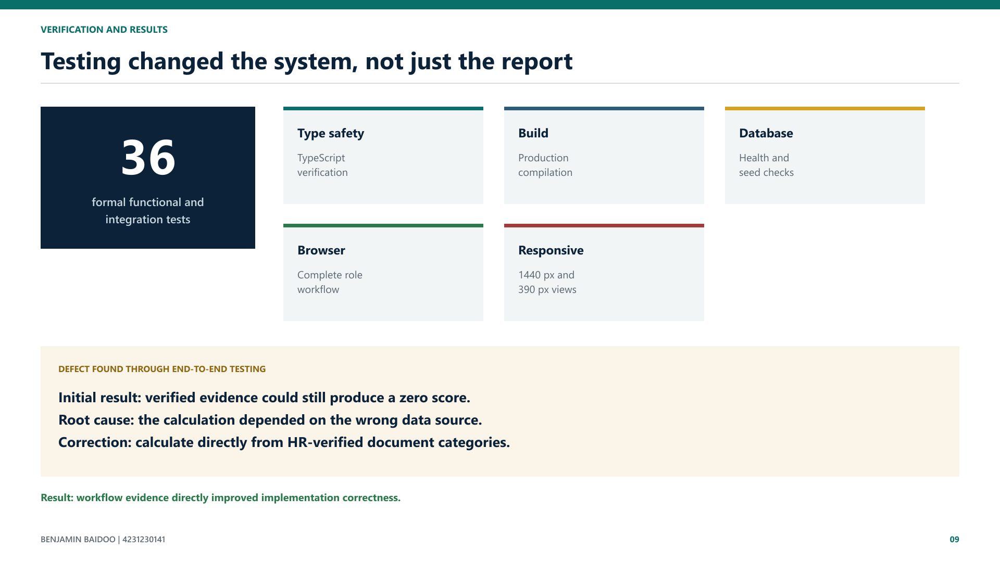 VERIFICATION AND RESULTS
Testing changed the system, not just the report
36
formal functional and
integration tests
Type safety
TypeScript
verification
Build
Production
compilation
Database
Health and
seed checks
Browser
Complete role
workflow
Responsive
1440 px and
390 px views
DEFECT FOUND THROUGH END-TO-END TESTING
Initial result: verified evidence could still produce a zero score.
Root cause: the calculation depended on the wrong data source.
Correction: calculate directly from HR-verified document categories.
Result: workflow evidence directly improved implementation correctness.
BENJAMIN BAIDOO | 4231230141
09